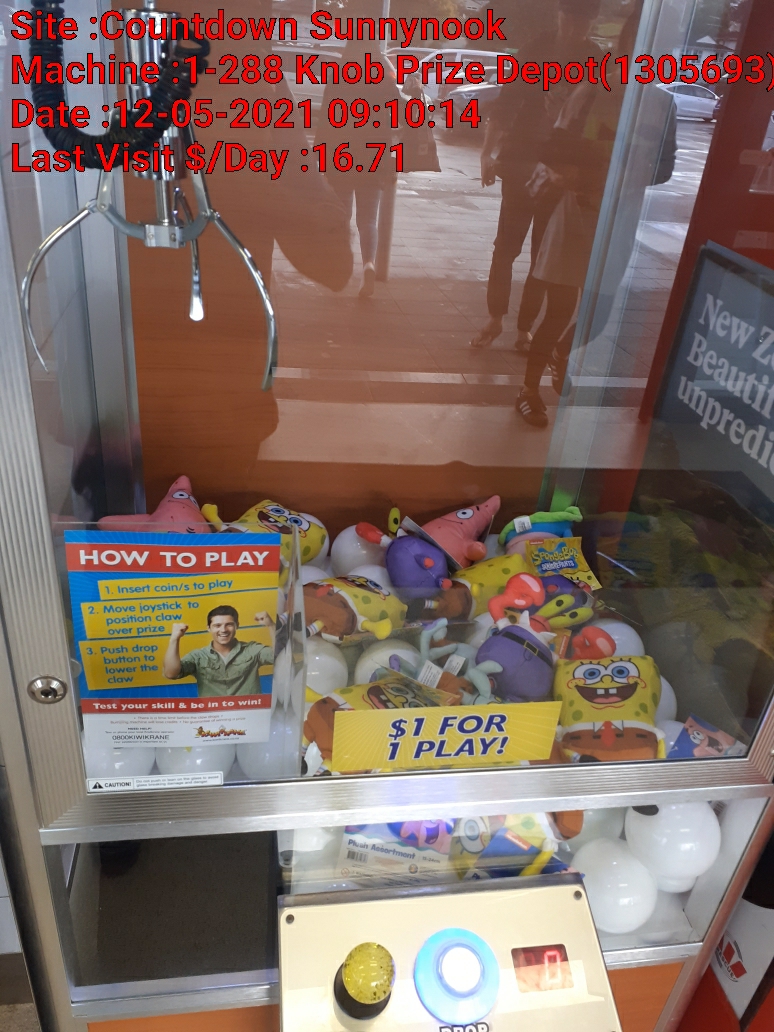 Site :Countdown Sunnynook
Machine :1-288 Knob Prize Depot(1305693)
Date :12-05-2021 09:10:14
Last Visit $/Day :16.71
New Ze
Beautif
unpredic
SpongeBob
HOW TO PLAY
1. Insert coin/s to play
2. Move joystick to
position claw
over prize
3. Push drop
button to
lower the
claw
Test your skill & be in to win!
NEED HELP?
0800KIWIKRANE
CAUTION!
$1 FOR
1 PLAY!
Plush Assortment
0
DROP